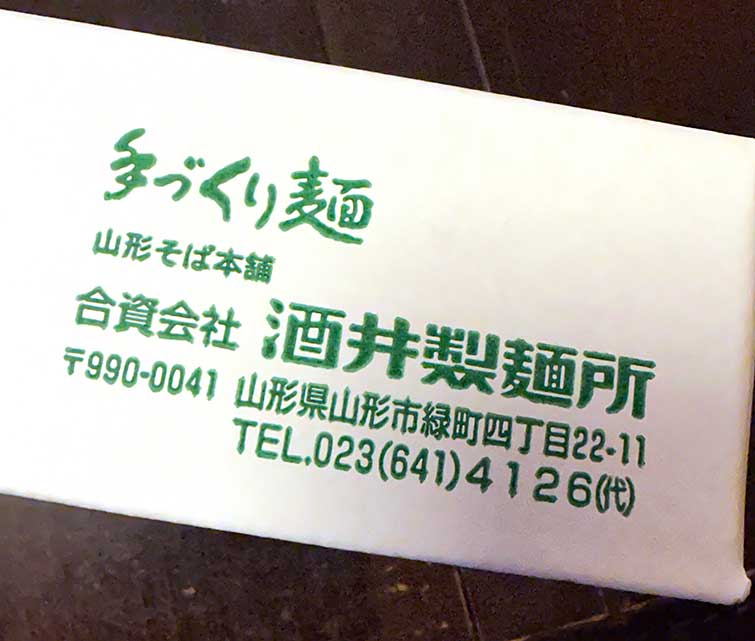 手づくり麺
山形そば本舗
合資会社 酒井製麺所
〒990-0041 山形県山形市緑町四丁目22-11
TEL.023(641)4126(代)